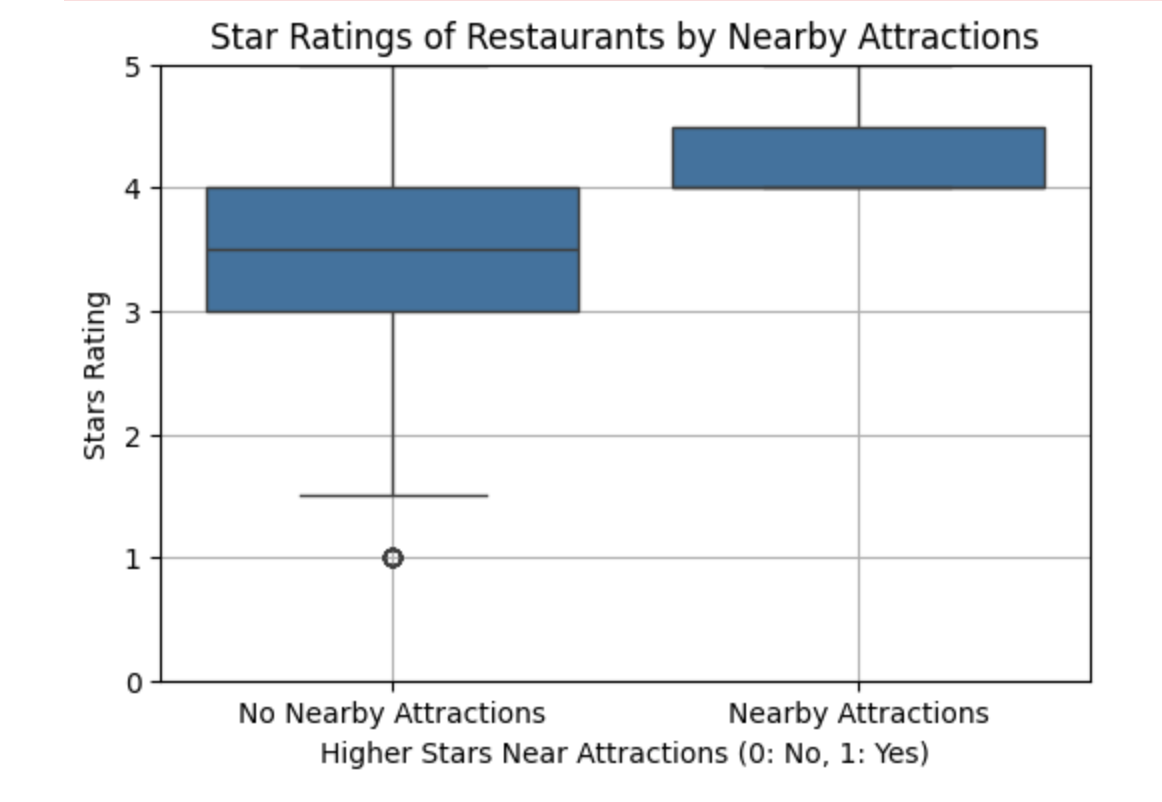 Star Ratings of Restaurants by Nearby Attractions
5
4
3
2
1
0
Stars Rating
No Nearby Attractions
Nearby Attractions
Higher Stars Near Attractions (0: No, 1: Yes)